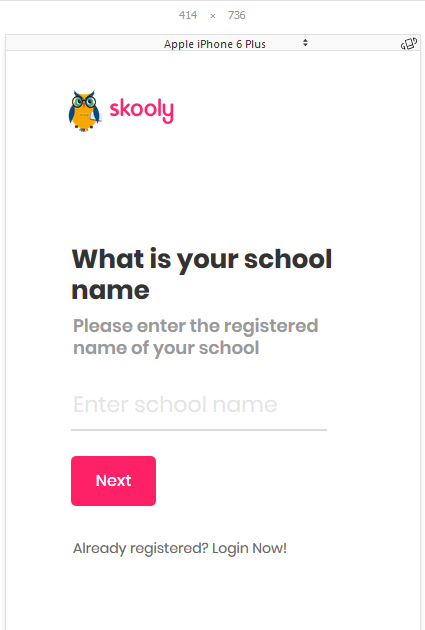 414 × 736
Apple iPhone 6 Plus
skooly
What is your school
name
Please enter the registered
name of your school
Enter school name
Next
Already registered? Login Now!